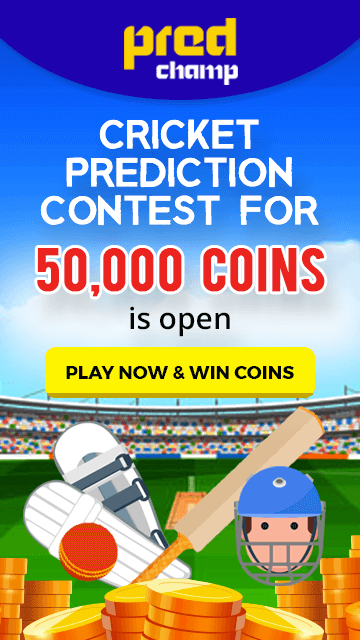 pred
champ
CRICKET
PREDICTION
CONTEST FOR
50,000 COINS
is open
PLAY NOW & WIN COINS